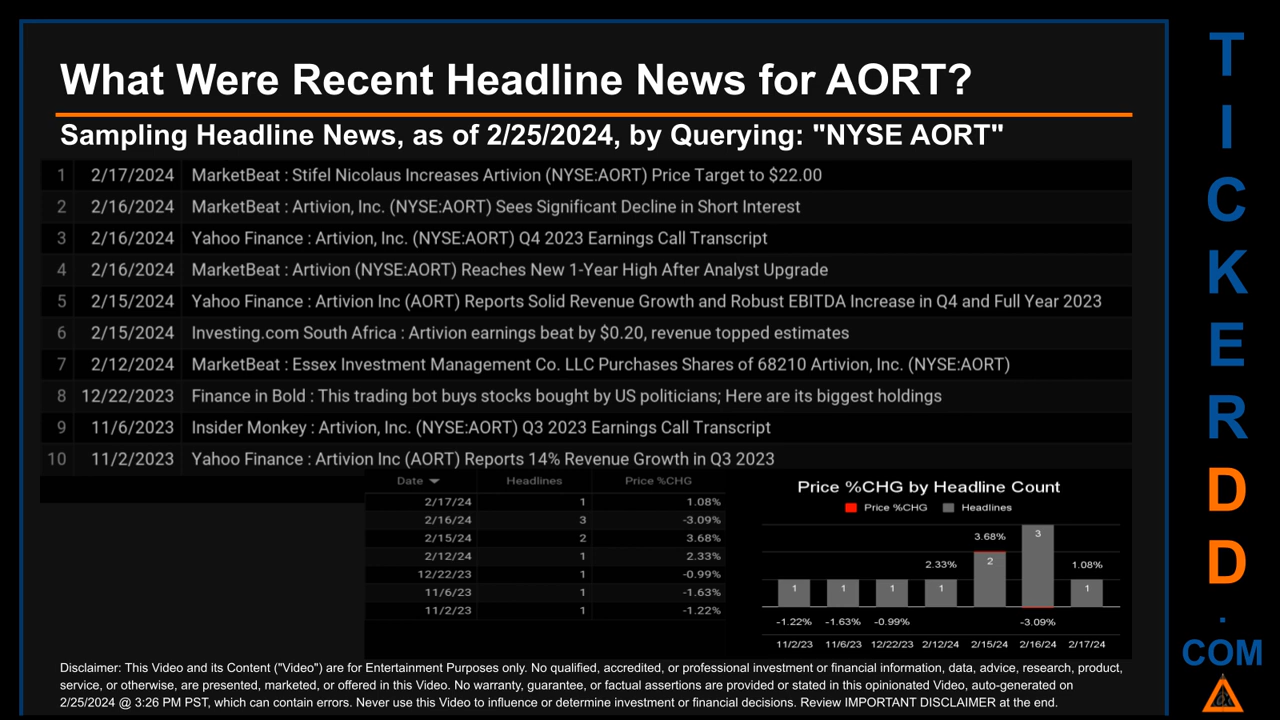 What Were Recent Headline News for AORT?
Sampling Headline News, as of 2/25/2024, by Querying: "NYSE AORT"
1 2/17/2024 MarketBeat : Stifel Nicolaus Increases Artivion (NYSE:AORT) Price Target to $22.00
2 2/16/2024 MarketBeat : Artivion, Inc. (NYSE:AORT) Sees Significant Decline in Short Interest
3 2/16/2024 Yahoo Finance : Artivion, Inc. (NYSE:AORT) Q4 2023 Earnings Call Transcript
4 2/16/2024 MarketBeat : Artivion (NYSE:AORT) Reaches New 1-Year High After Analyst Upgrade
5 2/15/2024 Yahoo Finance : Artivion Inc (AORT) Reports Solid Revenue Growth and Robust EBITDA Increase in Q4 and Full Year 2023
6 2/15/2024 Investing.com South Africa : Artivion earnings beat by $0.20, revenue topped estimates
7 2/12/2024 MarketBeat : Essex Investment Management Co. LLC Purchases Shares of 68210 Artivion, Inc. (NYSE:AORT)
8 12/22/2023 Finance in Bold : This trading bot buys stocks bought by US politicians; Here are its biggest holdings
9 11/6/2023 Insider Monkey : Artivion, Inc. (NYSE:AORT) Q3 2023 Earnings Call Transcript
10 11/2/2023 Yahoo Finance : Artivion Inc (AORT) Reports 14% Revenue Growth in Q3 2023
Date Headlines Price %CHG
2/17/24 1 1.08%
2/16/24 3 -3.09%
2/15/24 2 3.68%
2/12/24 1 2.33%
12/22/23 1 -0.99%
11/6/23 1 -1.63%
11/2/23 1 -1.22%
Price %CHG by Headline Count
Price %CHG Headlines
3.68% 3
2.33% 2 1.08%
1 1 1 1 1
-1.22% -1.63% -0.99% -3.09%
11/2/23 11/6/23 12/22/23 2/12/24 2/15/24 2/16/24 2/17/24
Disclaimer: This Video and its Content ("Video") are for Entertainment Purposes only. No qualified, accredited, or professional investment or financial information, data, advice, research, product,
service, or otherwise, are presented, marketed, or offered in this Video. No warranty, guarantee, or factual assertions are provided or stated in this opinionated Video, auto-generated on
2/25/2024 @ 3:26 PM PST, which can contain errors. Never use this Video to influence or determine investment or financial decisions. Review IMPORTANT DISCLAIMER at the end.
T
I
C
K
E
R
D
D
.
COM